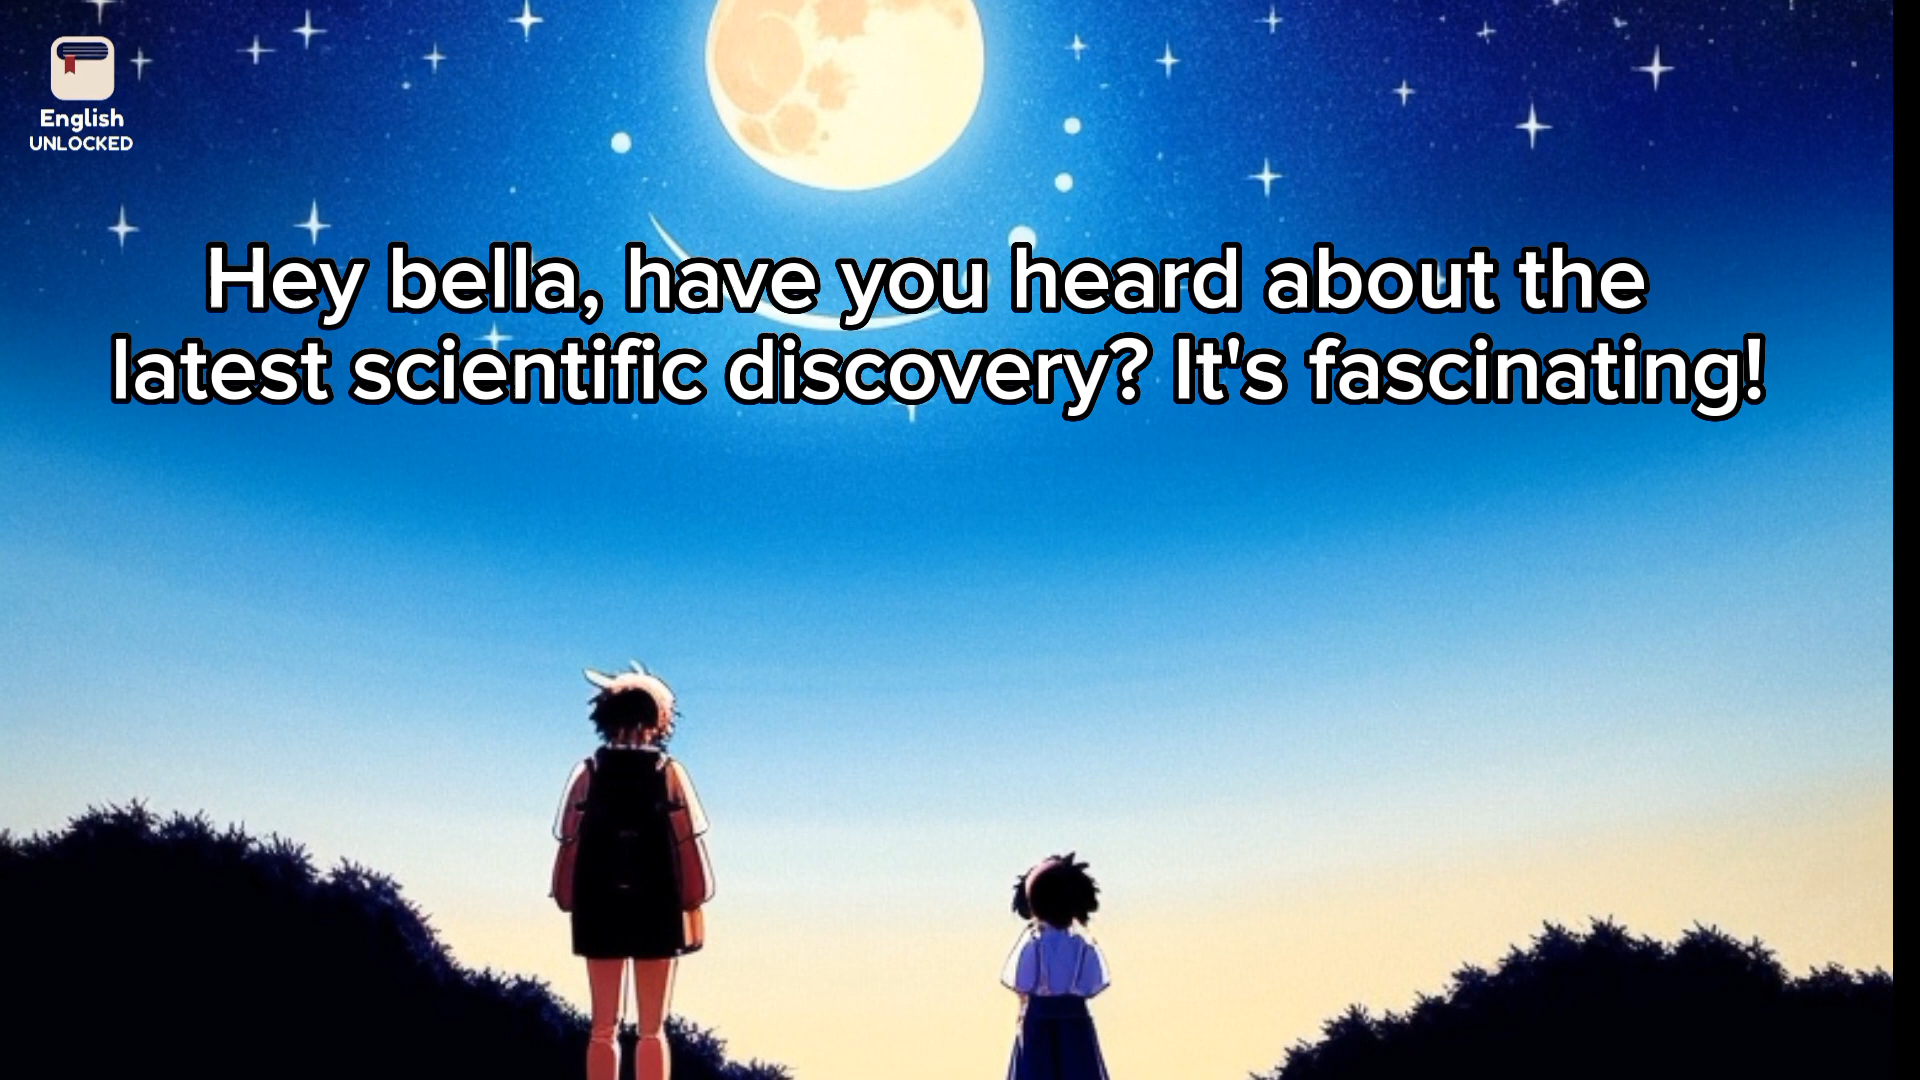 English
UNLOCKED
Hey bella, have you heard about the
latest scientific discovery? It's fascinating!